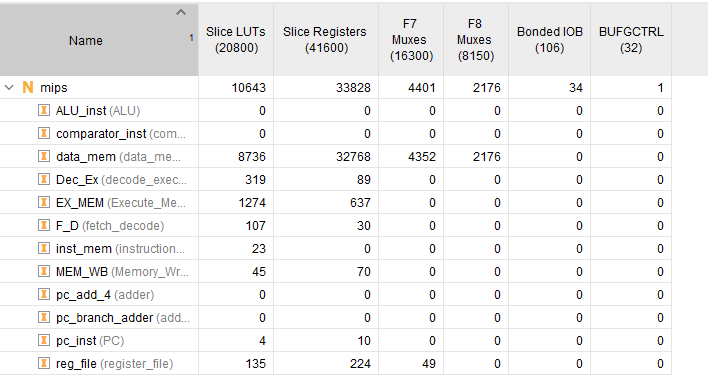 Name 1 Slice LUTs (20800) Slice Registers (41600) F7 Muxes (16300) F8 Muxes (8150) Bonded IOB (106) BUFGCTRL (32)
N mips 10643 33828 4401 2176 34 1
I ALU_inst (ALU) 0 0 0 0 0 0
I comparator_inst (com... 0 0 0 0 0 0
I data_mem (data_me... 8736 32768 4352 2176 0 0
I Dec_Ex (decode_exec... 319 89 0 0 0 0
I EX_MEM (Execute_Me... 1274 637 0 0 0 0
I F_D (fetch_decode) 107 30 0 0 0 0
I inst_mem (instruction... 23 0 0 0 0 0
I MEM_WB (Memory_Wr... 45 70 0 0 0 0
I pc_add_4 (adder) 0 0 0 0 0 0
I pc_branch_adder (add... 0 0 0 0 0 0
I pc_inst (PC) 4 10 0 0 0 0
I reg_file (register_file) 135 224 49 0 0 0